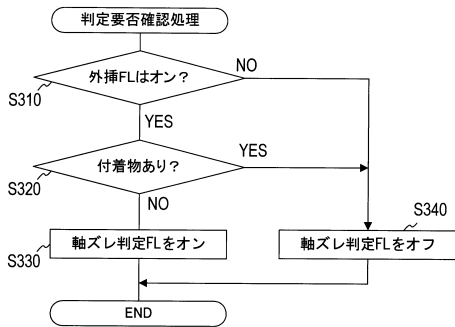 判定要否確認処理
外挿FLはオン？
NO
S310
YES
付着物あり？
YES
S320
NO
S340
軸ズレ判定FLをオン
軸ズレ判定FLをオフ
S330
END